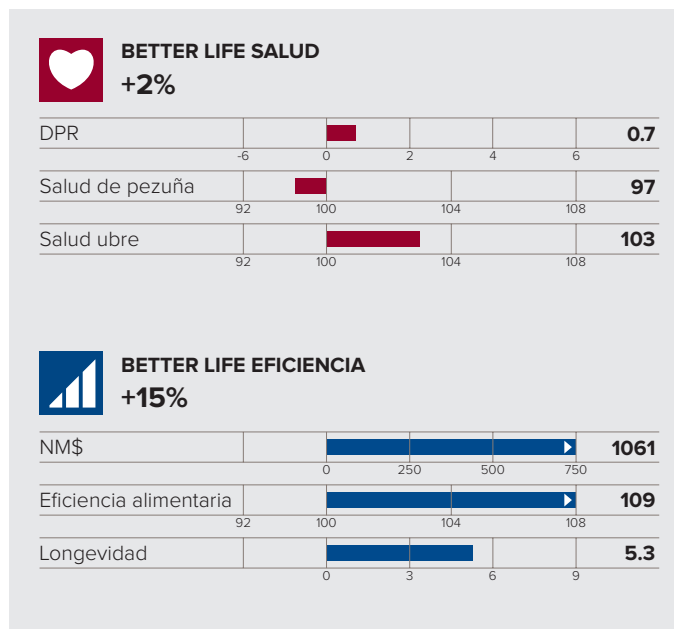 BETTER LIFE SALUD
+2%
DPR 0.7
-6 0 2 4 6
Salud de pezuña 97
92 100 104 108
Salud ubre 103
92 100 104 108
BETTER LIFE EFICIENCIA
+15%
NM$ 1061
0 250 500 750
Eficiencia alimentaria 109
92 100 104 108
Longevidad 5.3
0 3 6 9